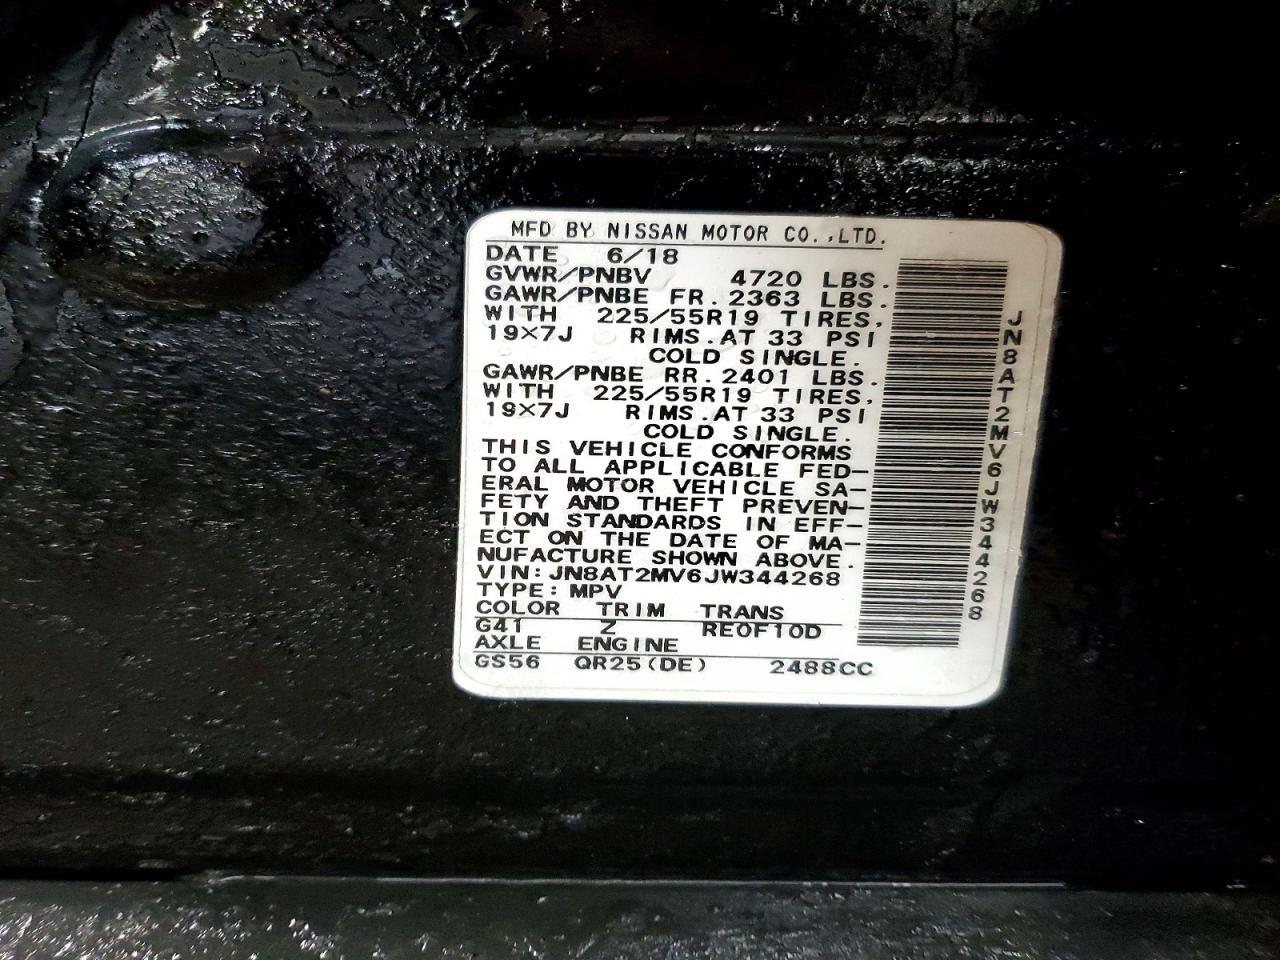 MFD BY NISSAN MOTOR CO.,LTD.
DATE 6/18
GVWR/PNBV 4720 LBS.
GAWR/PNBE FR. 2363 LBS.
WITH 225/55R19 TIRES,
19X7J RIMS.AT 33 PSI
COLD SINGLE.
GAWR/PNBE RR. 2401 LBS.
WITH 225/55R19 TIRES,
19X7J RIMS.AT 33 PSI
COLD SINGLE.
THIS VEHICLE CONFORMS
TO ALL APPLICABLE FED-
ERAL MOTOR VEHICLE SA-
FETY AND THEFT PREVEN-
TION STANDARDS IN EFF-
ECT ON THE DATE OF MA-
NUFACTURE SHOWN ABOVE.
VIN:JN8AT2MV6JW344268
TYPE:MPV
COLOR TRIM TRANS
G41 Z RE0F10D
AXLE ENGINE
GS56 QR25(DE) 2488CC
JN8AT2MV6JW344268